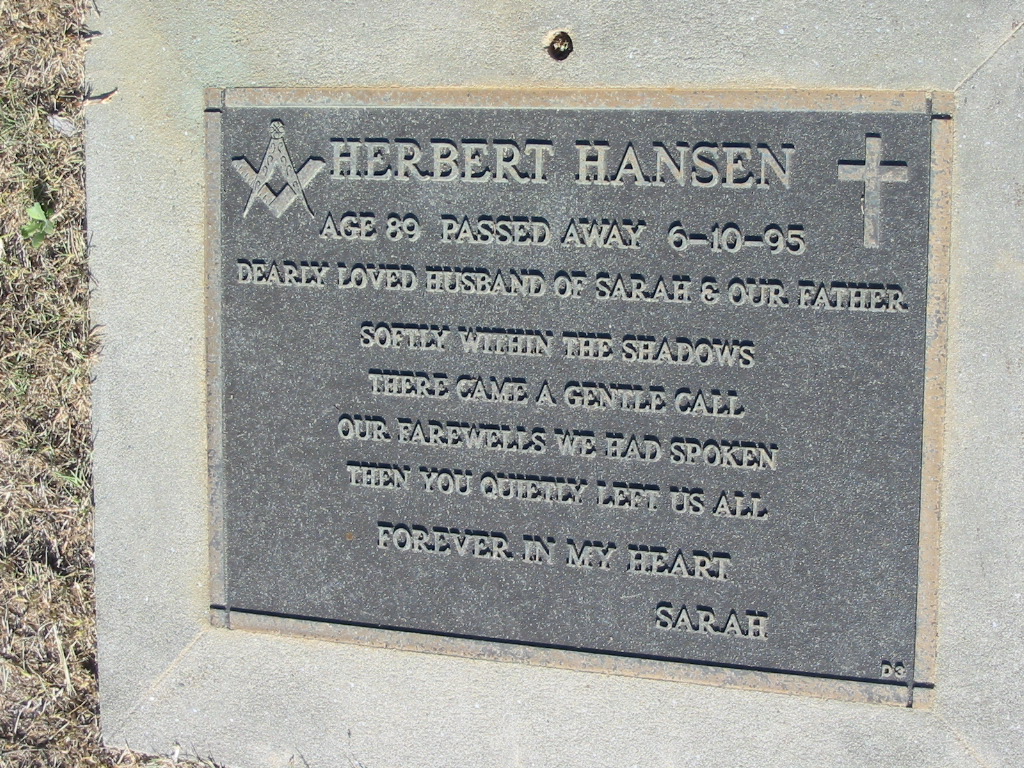 HERBERT HANSEN
AGE 89 PASSED AWAY 6-10-95
DEARLY LOVED HUSBAND OF SARAH & OUR FATHER
SOFTLY WITHIN THE SHADOWS
THERE CAME A GENTLE CALL
OUR FAREWELLS WE HAD SPOKEN
THEN YOU QUIETLY LEFT US ALL
FOREVER IN MY HEART
SARAH